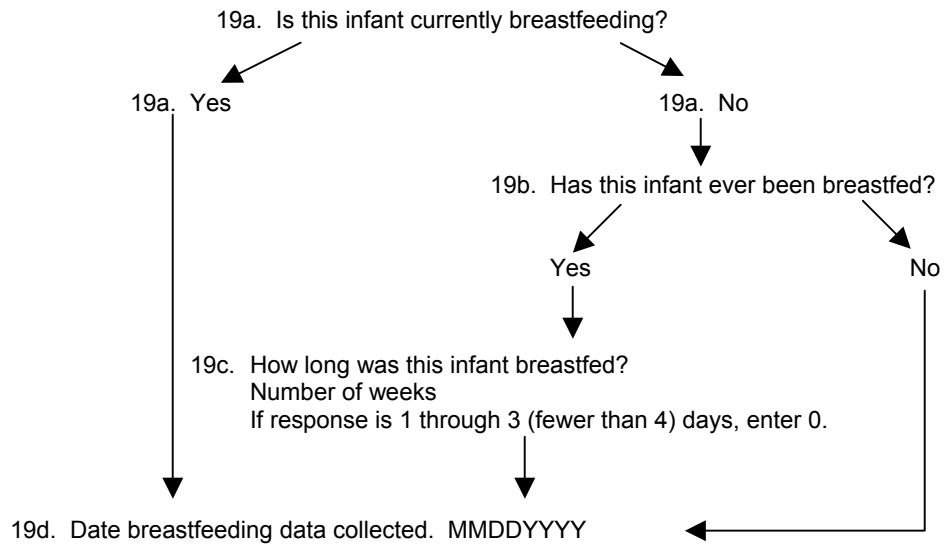 19a. Is this infant currently breastfeeding?
19a. Yes
19a. No
19b. Has this infant ever been breastfed?
Yes
No
19c. How long was this infant breastfed?
Number of weeks
If response is 1 through 3 (fewer than 4) days, enter 0.
19d. Date breastfeeding data collected. MMDDYYYY